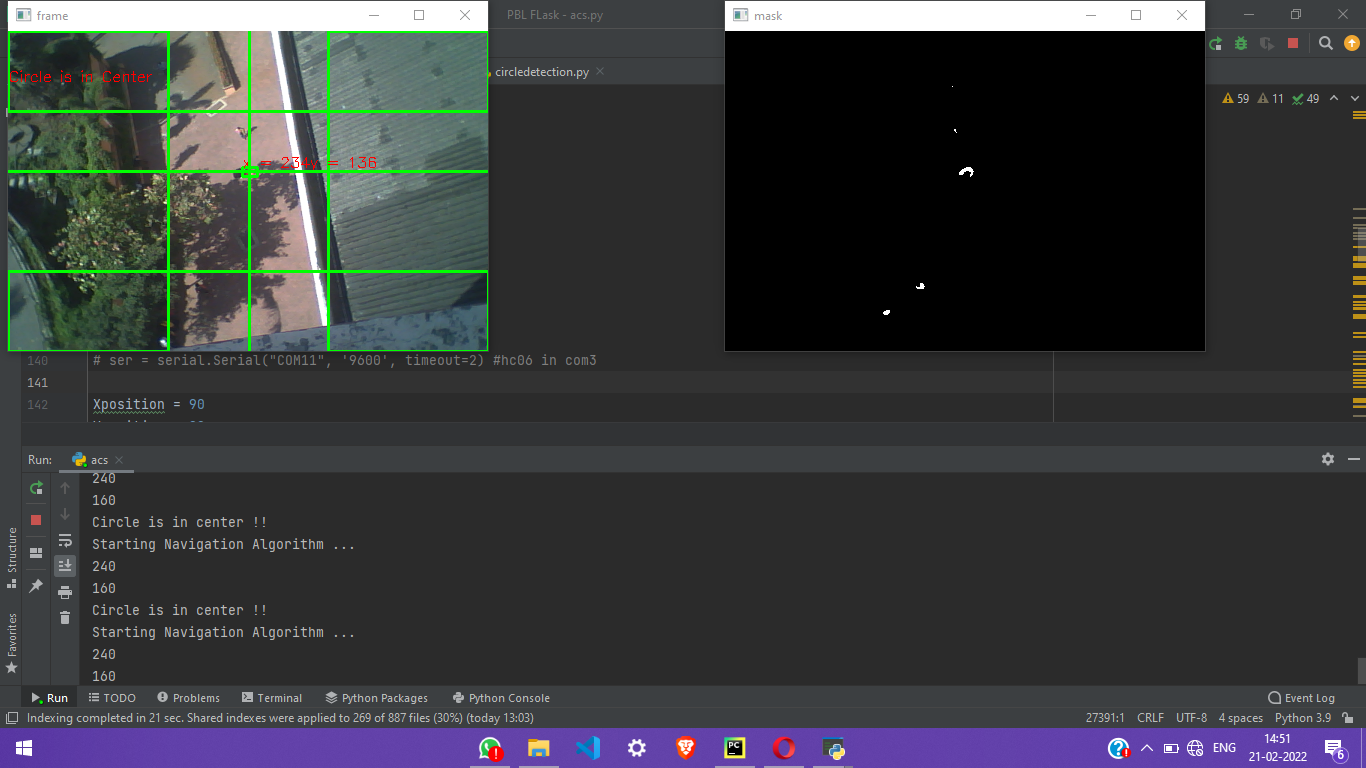 frame
PBL FLask - acs.py
mask
Circle is in Center
circledetection.py
59
11
49
x = 234y = 136
140
# ser = serial.Serial("COM11", '9600', timeout=2) #hc06 in com3
141
142
Xposition = 90
Run:
acs
240
160
Circle is in center !!
Starting Navigation Algorithm ...
240
160
Circle is in center !!
Starting Navigation Algorithm ...
240
160
Structure
Favorites
Run
TODO
Problems
Terminal
Python Packages
Python Console
Event Log
Indexing completed in 21 sec. Shared indexes were applied to 269 of 887 files (30%) (today 13:03)
27391:1
CRLF
UTF-8
4 spaces
Python 3.9
PC
ENG
14:51
21-02-2022
6